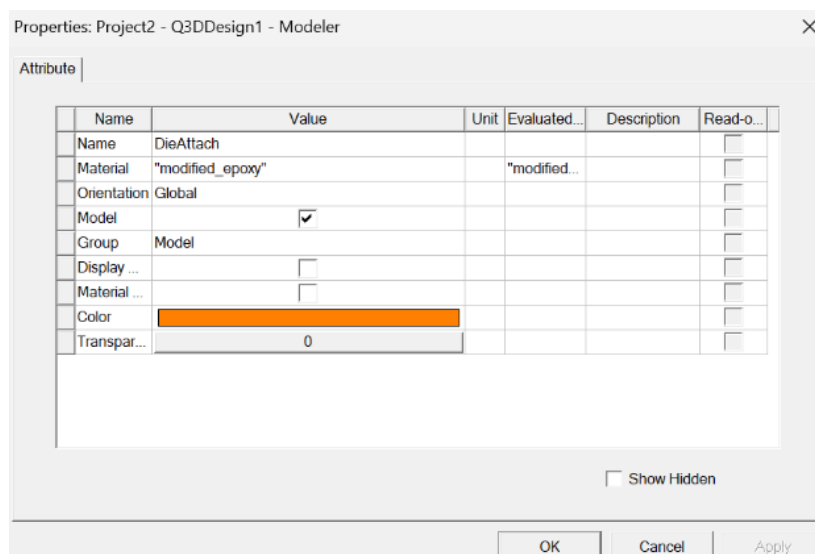 Properties: Project2 - Q3DDesign1 - Modeler
Attribute
Name Value Unit Evaluated... Description Read-o...
Name DieAttach
Material "modified_epoxy" "modified...
Orientation Global
Model
Group Model
Display ...
Material ...
Color
Transpar... 0
Show Hidden
OK Cancel Apply